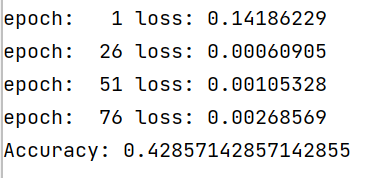 epoch:   1 loss: 0.14186229
epoch:  26 loss: 0.00060905
epoch:  51 loss: 0.00105328
epoch:  76 loss: 0.00268569
Accuracy: 0.42857142857142855